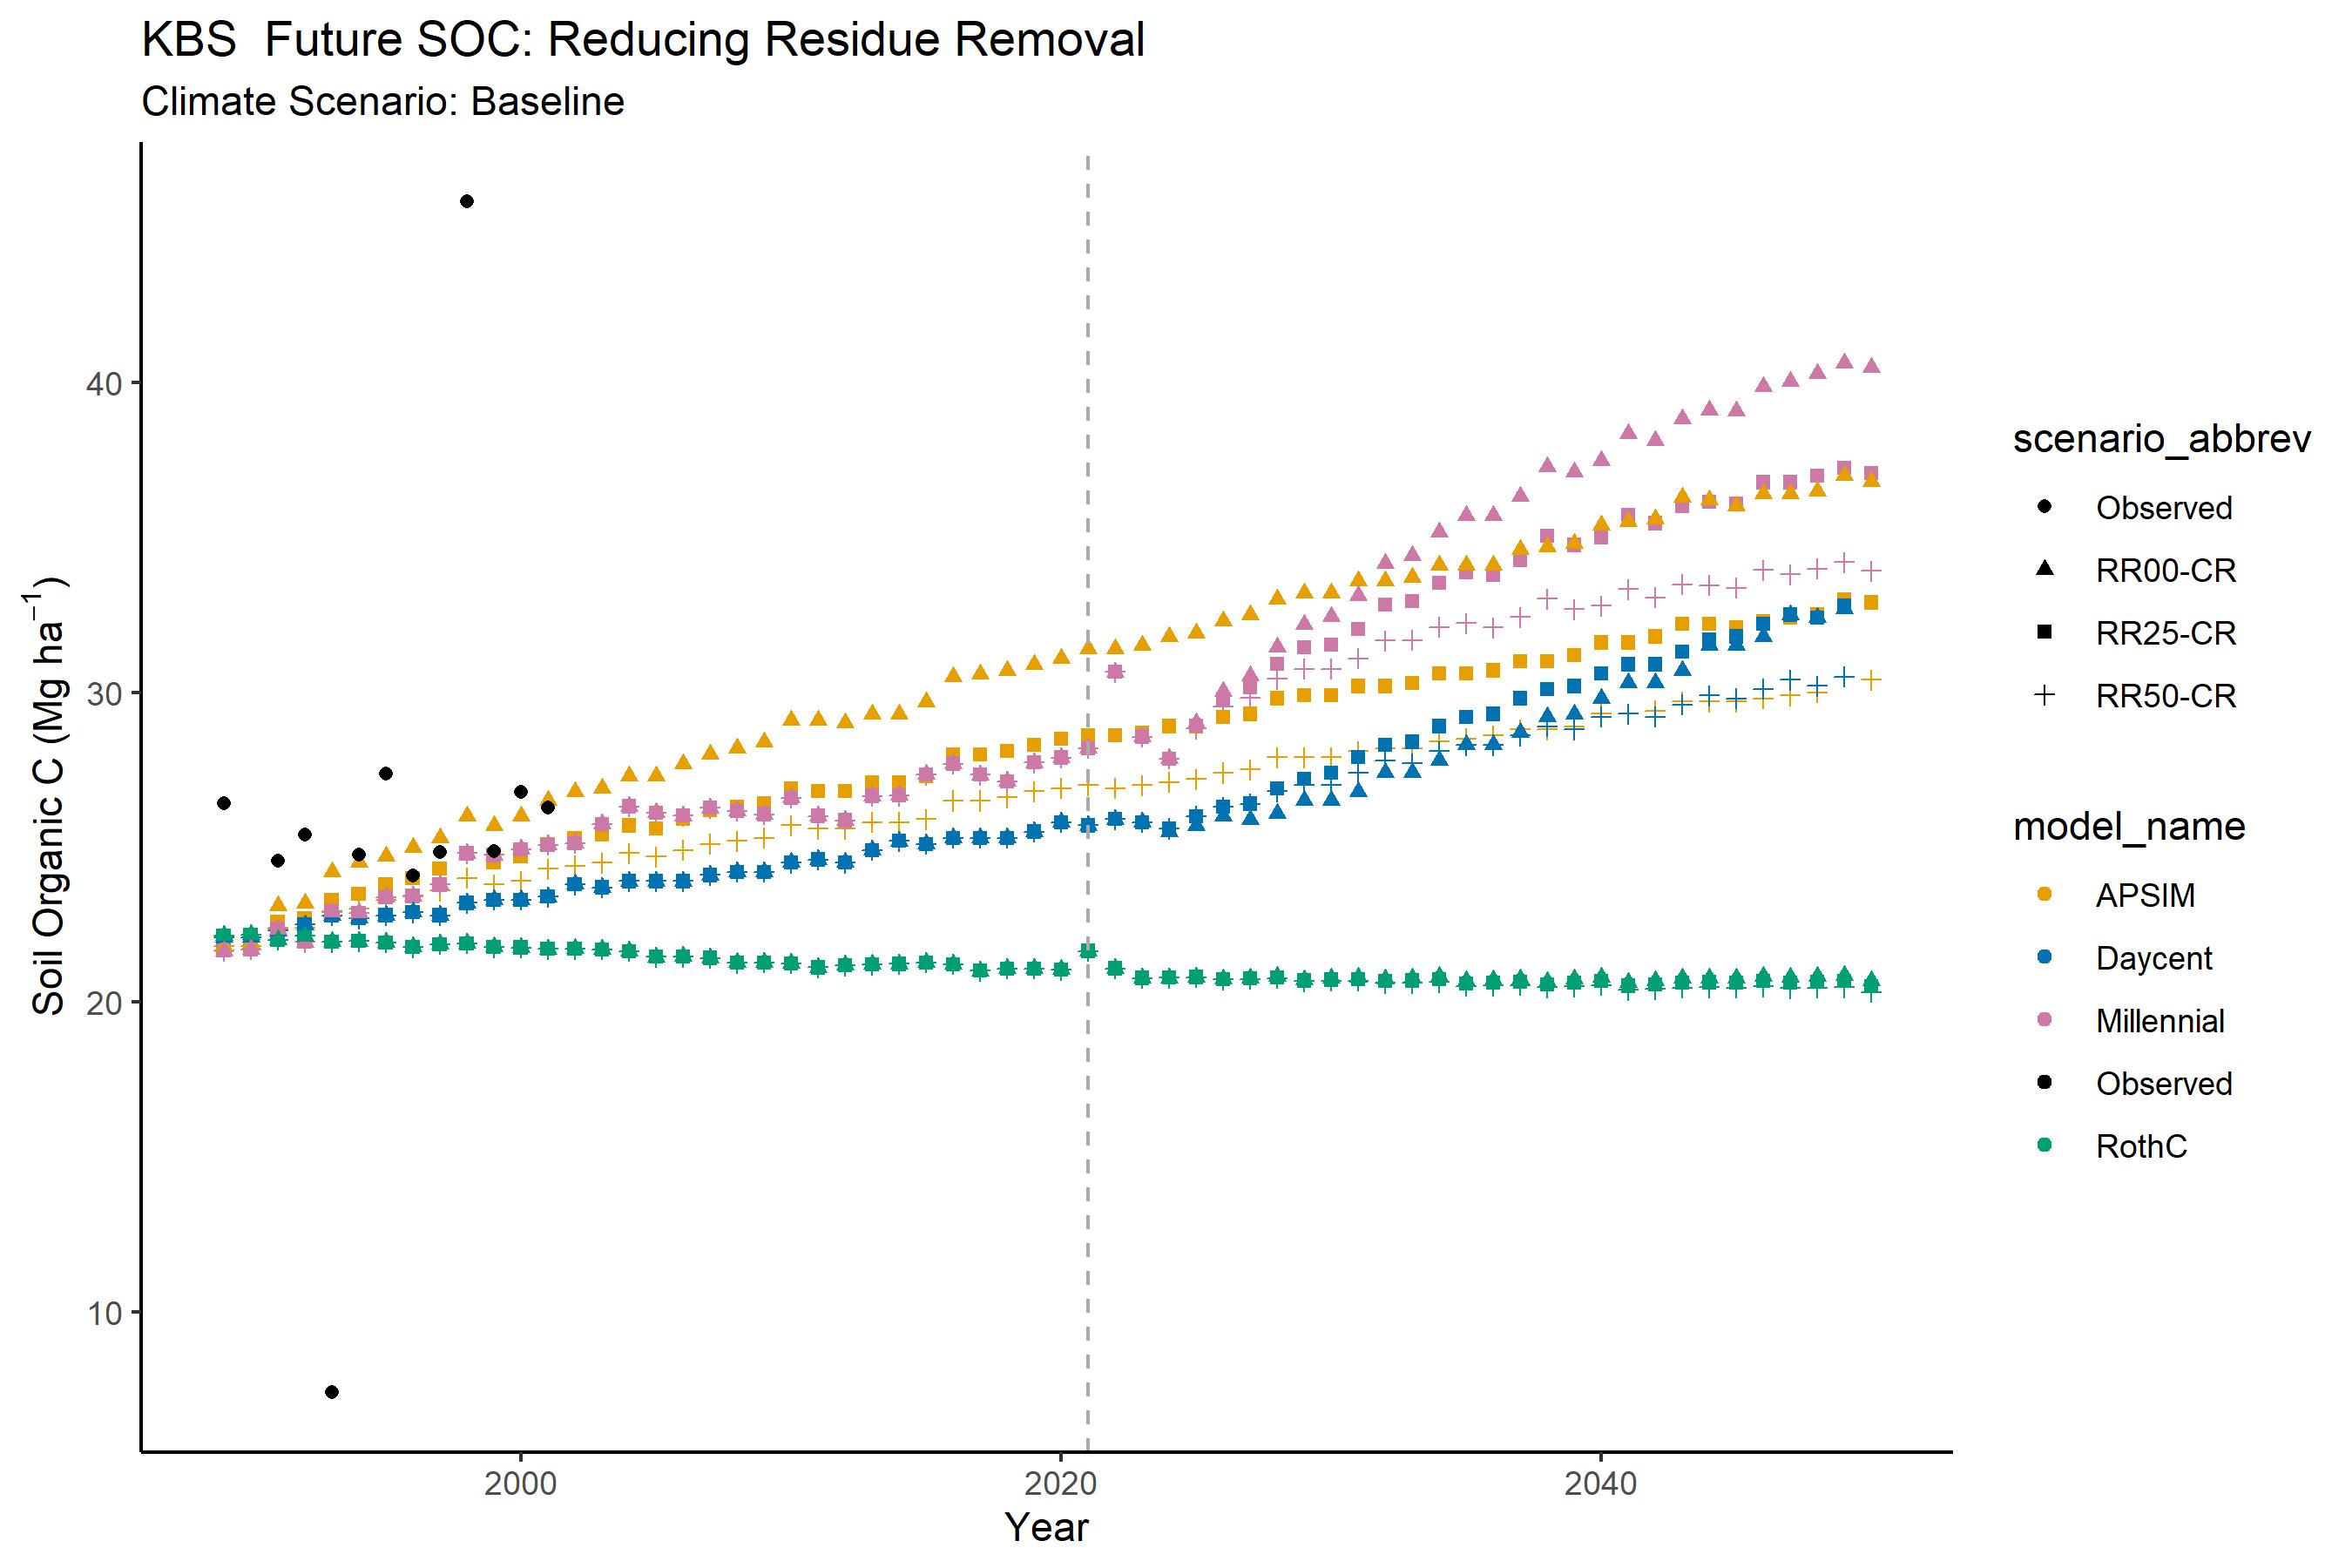 KBS  Future SOC: Reducing Residue Removal
Climate Scenario: Baseline
Soil Organic C (Mg ha⁻¹)
40
30
20
10
2000
2020
2040
Year
scenario_abbrev
Observed
RR00-CR
RR25-CR
RR50-CR
model_name
APSIM
Daycent
Millennial
Observed
RothC